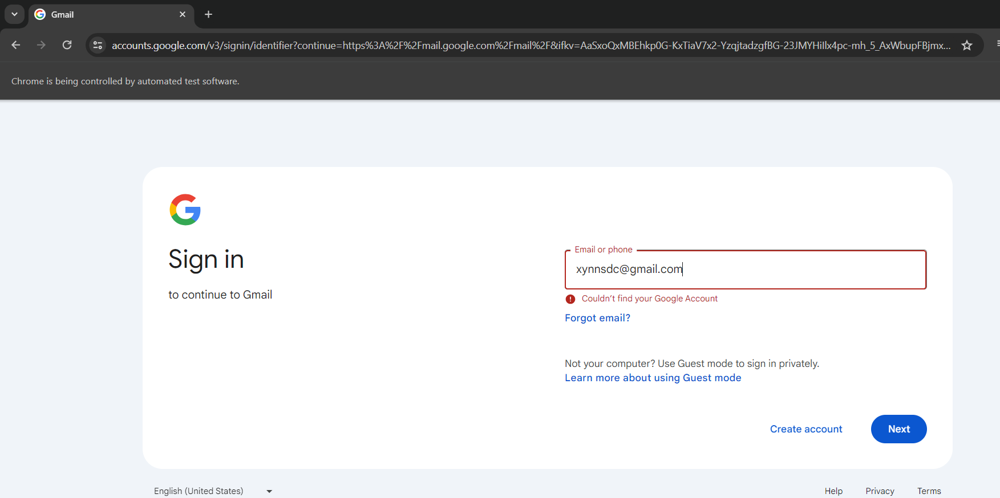 Gmail
accounts.google.com/v3/signin/identifier?continue=https%3A%2F%2Fmail.google.com%2Fmail%2F&ifkv=AaSxoQxMBEhkp0G-KxTiaV7x2-YzqjtadzgfBG-23JMYHiIlx4pc-mh_5_AxWbupFBjmx...
Chrome is being controlled by automated test software.
Sign in
to continue to Gmail
Email or phone
xynnsdc@gmail.com
Couldn't find your Google Account
Forgot email?
Not your computer? Use Guest mode to sign in privately.
Learn more about using Guest mode
Create account
Next
English (United States)
Help
Privacy
Terms